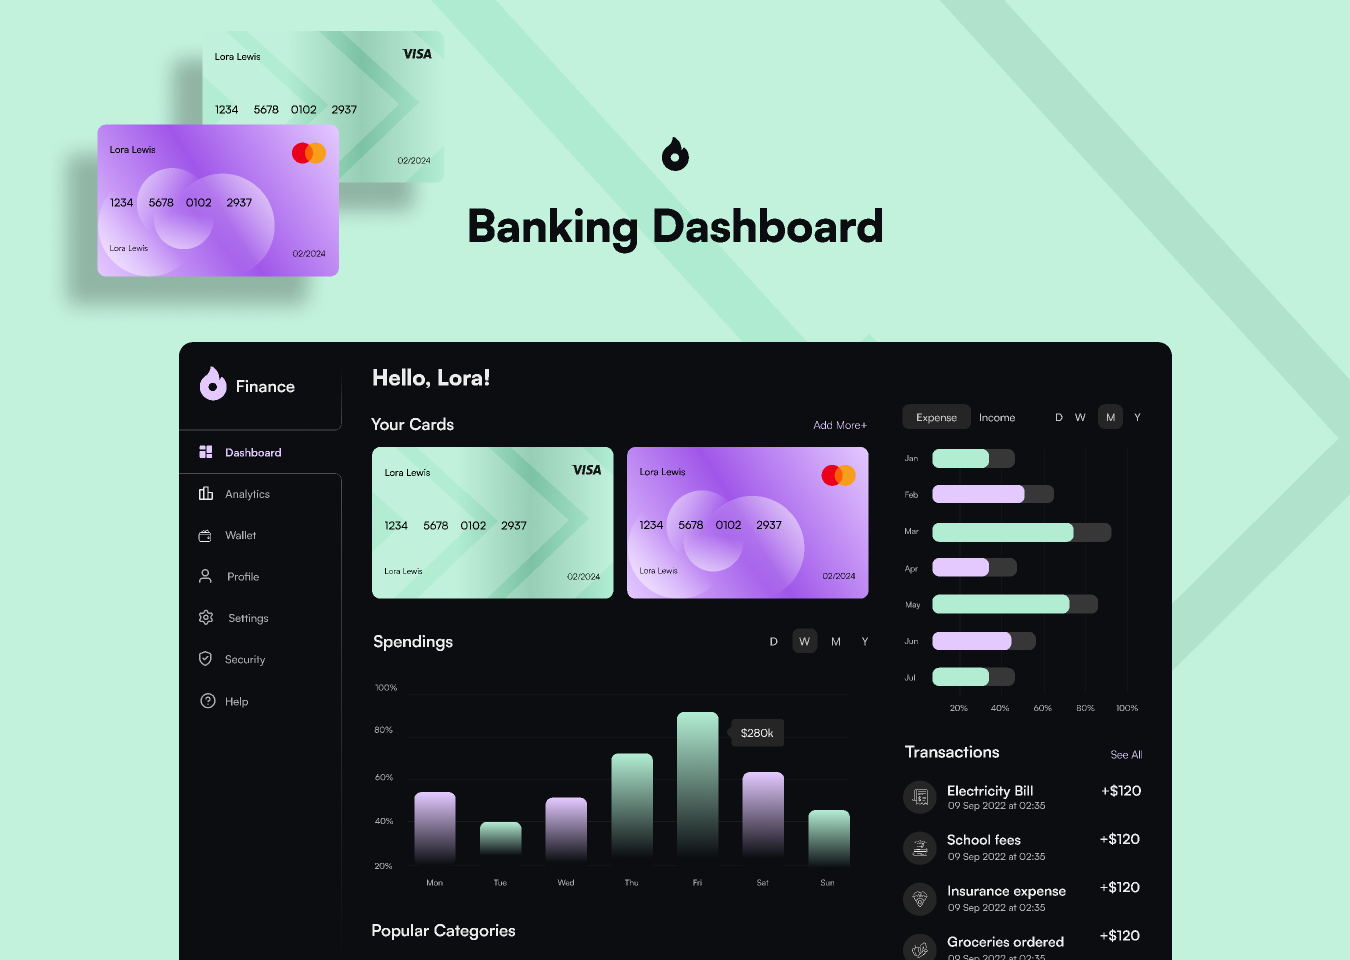 Lora Lewis
VISA
1234 5678 0102 2937
02/2024
Lora Lewis
1234 5678 0102 2937
Lora Lewis
02/2024
Banking Dashboard
Finance
Dashboard
Analytics
Wallet
Profile
Settings
Security
Help
Hello, Lora!
Your Cards
Add More+
Lora Lewis
VISA
1234 5678 0102 2937
Lora Lewis
02/2024
Lora Lewis
1234 5678 0102 2937
Lora Lewis
02/2024
Spendings
D W M Y
100%
80%
60%
40%
20%
$280k
Mon Tue Wed Thu Fri Sat Sun
Popular Categories
Expense Income
D W M Y
Jan
Feb
Mar
Apr
May
Jun
Jul
20% 40% 60% 80% 100%
Transactions
See All
Electricity Bill +$120
09 Sep 2022 at 02:35
School fees +$120
09 Sep 2022 at 02:35
Insurance expense +$120
09 Sep 2022 at 02:35
Groceries ordered +$120
09 Sep 2022 at 02:35